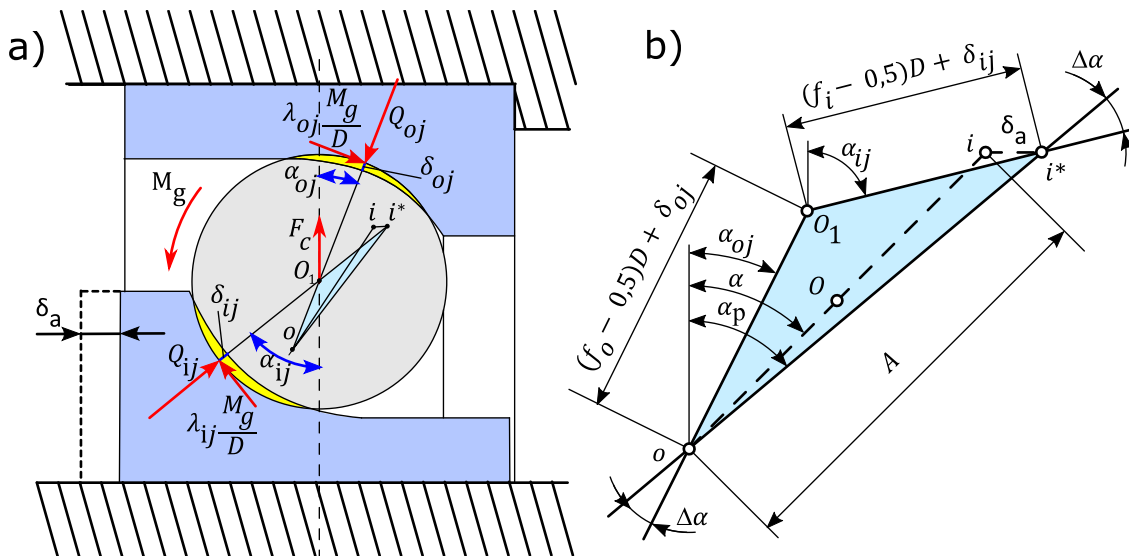 a)
λ_oj M_g/D
Q_oj
α_oj
δ_oj
M_g
F_c
i i*
O_1
δ_a
δ_ij
o
Q_ij
α_ij
λ_ij M_g/D
b)
(f_i − 0,5)D + δ_ij
Δα
i
δ_a
i*
α_ij
(f_o − 0,5)D + δ_oj
O_1
α_oj
α
α_p
O
A
o
Δα